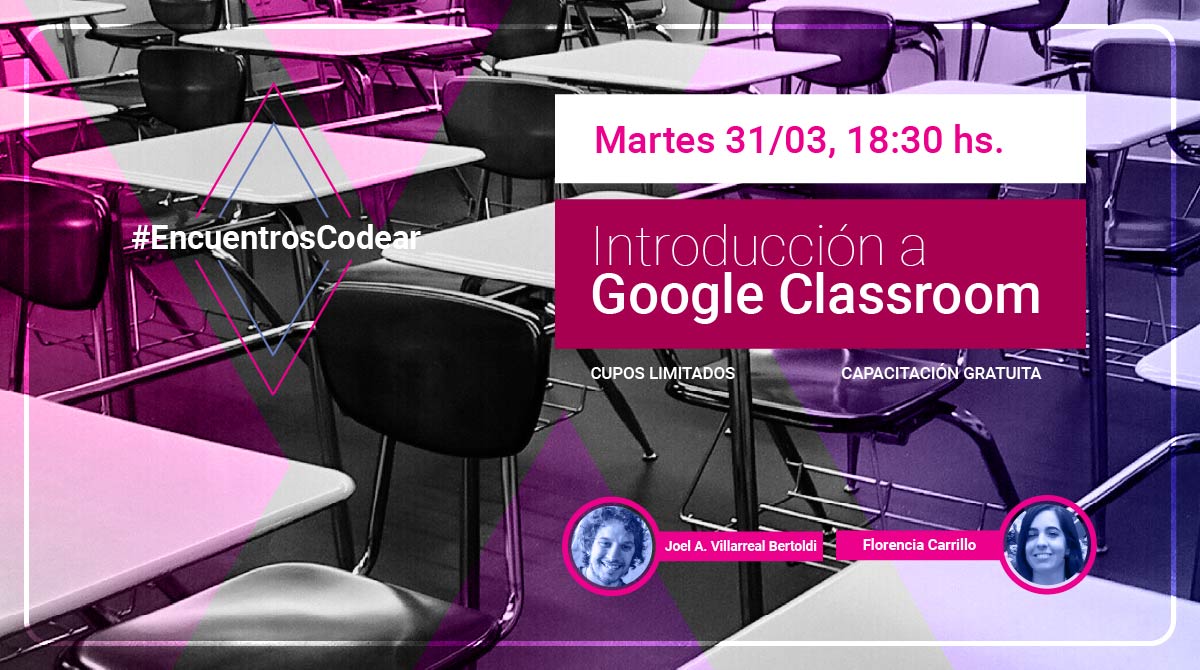 #EncuentrosCodear
Martes 31/03, 18:30 hs.
Introducción a
Google Classroom
CUPOS LIMITADOS
CAPACITACIÓN GRATUITA
Joel A. Villarreal Bertoldi
Florencia Carrillo